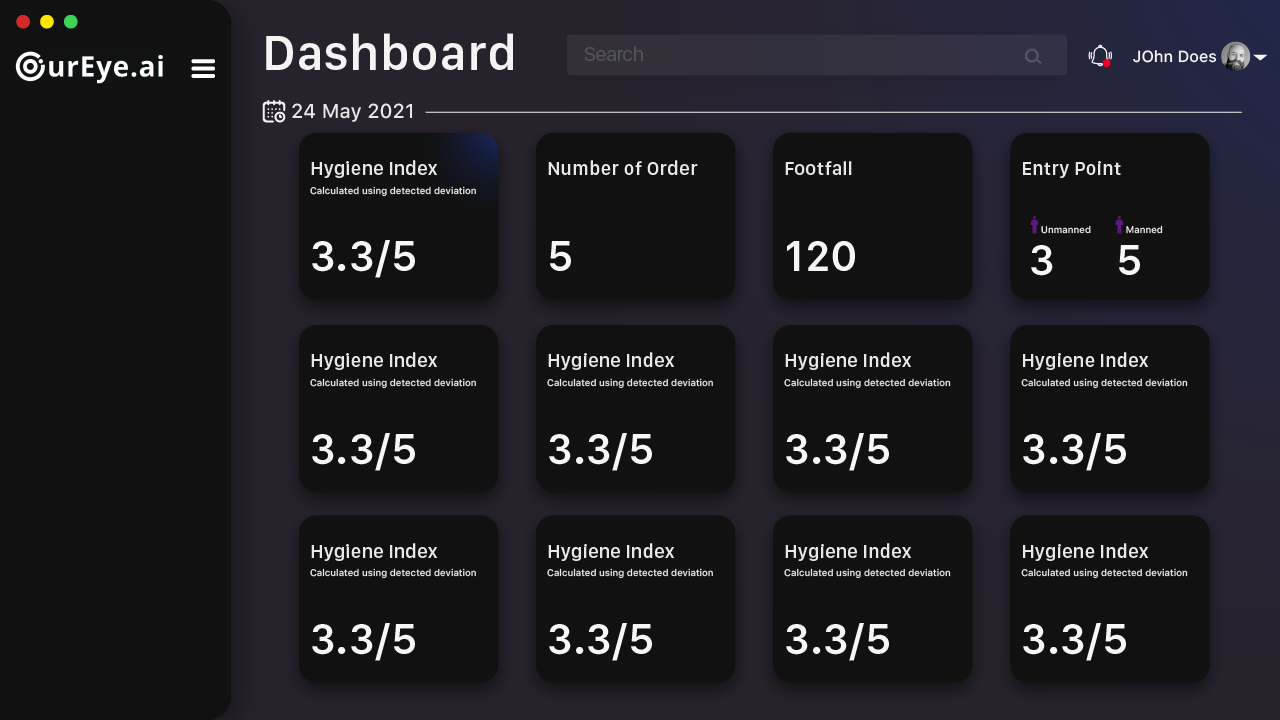 OurEye.ai
Dashboard
Search
JOhn Does
24 May 2021
Hygiene Index
Calculated using detected deviation
3.3/5
Number of Order
5
Footfall
120
Entry Point
Unmanned
3
Manned
5
Hygiene Index
Calculated using detected deviation
3.3/5
Hygiene Index
Calculated using detected deviation
3.3/5
Hygiene Index
Calculated using detected deviation
3.3/5
Hygiene Index
Calculated using detected deviation
3.3/5
Hygiene Index
Calculated using detected deviation
3.3/5
Hygiene Index
Calculated using detected deviation
3.3/5
Hygiene Index
Calculated using detected deviation
3.3/5
Hygiene Index
Calculated using detected deviation
3.3/5